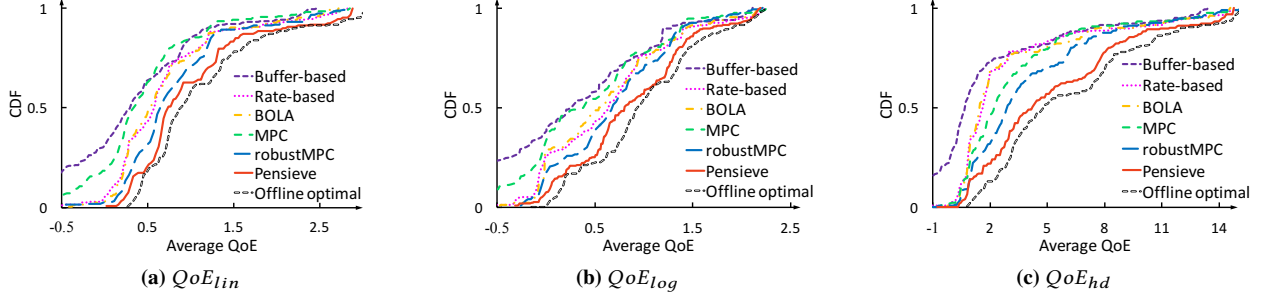 1
0.5
0
CDF
-0.5
0.5
1.5
2.5
Average QoE
Buffer-based
Rate-based
BOLA
MPC
robustMPC
Pensieve
Offline optimal
(a) QoE_lin
1
0.5
0
CDF
-0.5
0.5
1.5
2.5
Average QoE
Buffer-based
Rate-based
BOLA
MPC
robustMPC
Pensieve
Offline optimal
(b) QoE_log
1
0.5
0
CDF
-1
2
5
8
11
14
Average QoE
Buffer-based
Rate-based
BOLA
MPC
robustMPC
Pensieve
Offline optimal
(c) QoE_hd